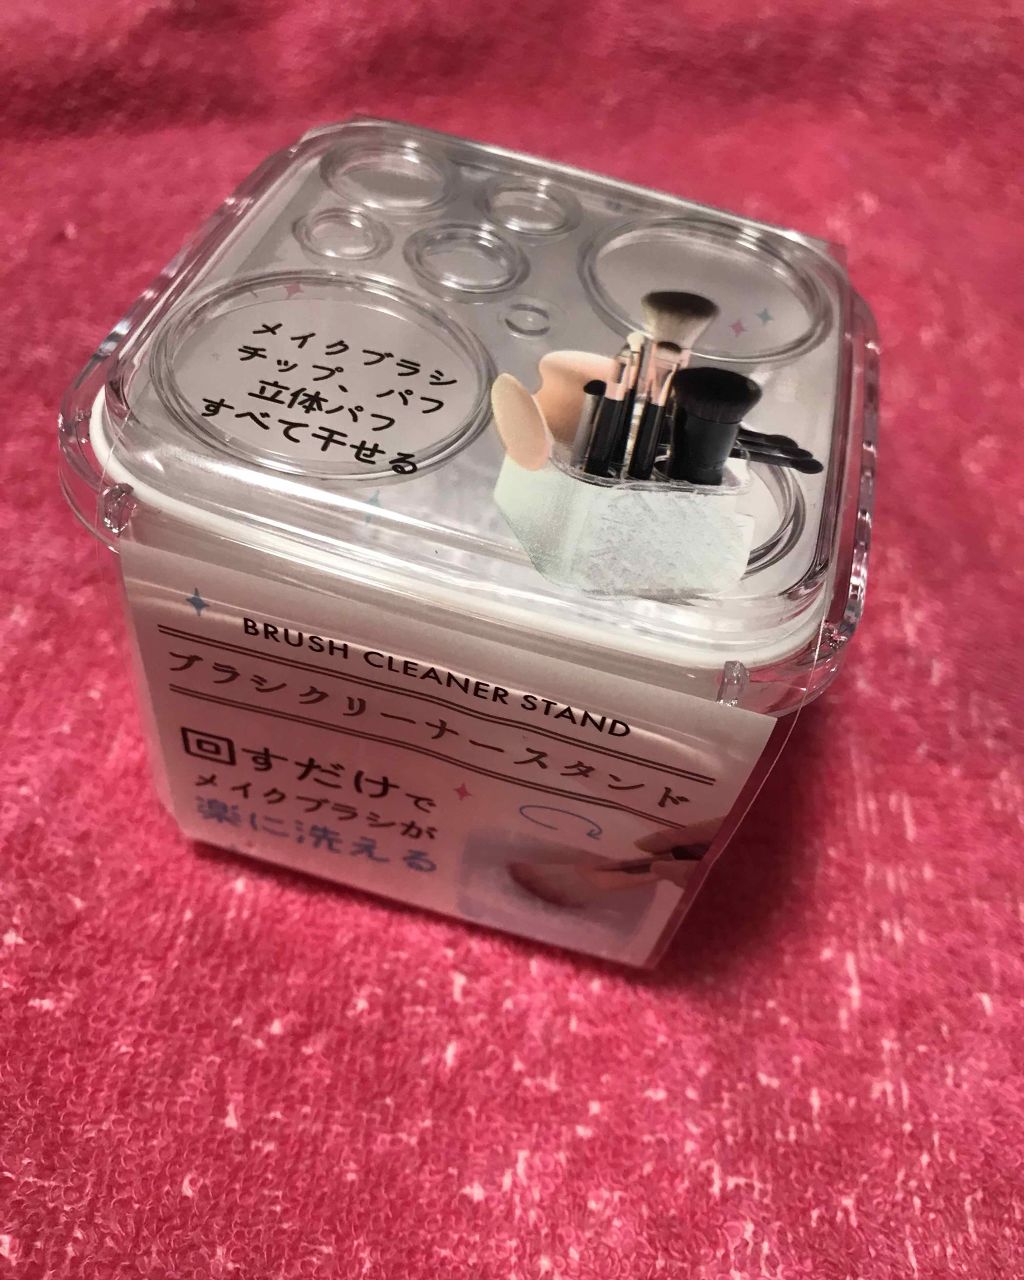 メイクブラシ
チップ、パフ
立体パフ
すべて干せる
BRUSH CLEANER STAND
ブラシクリーナースタンド
回すだけで
メイクブラシが
楽に洗える